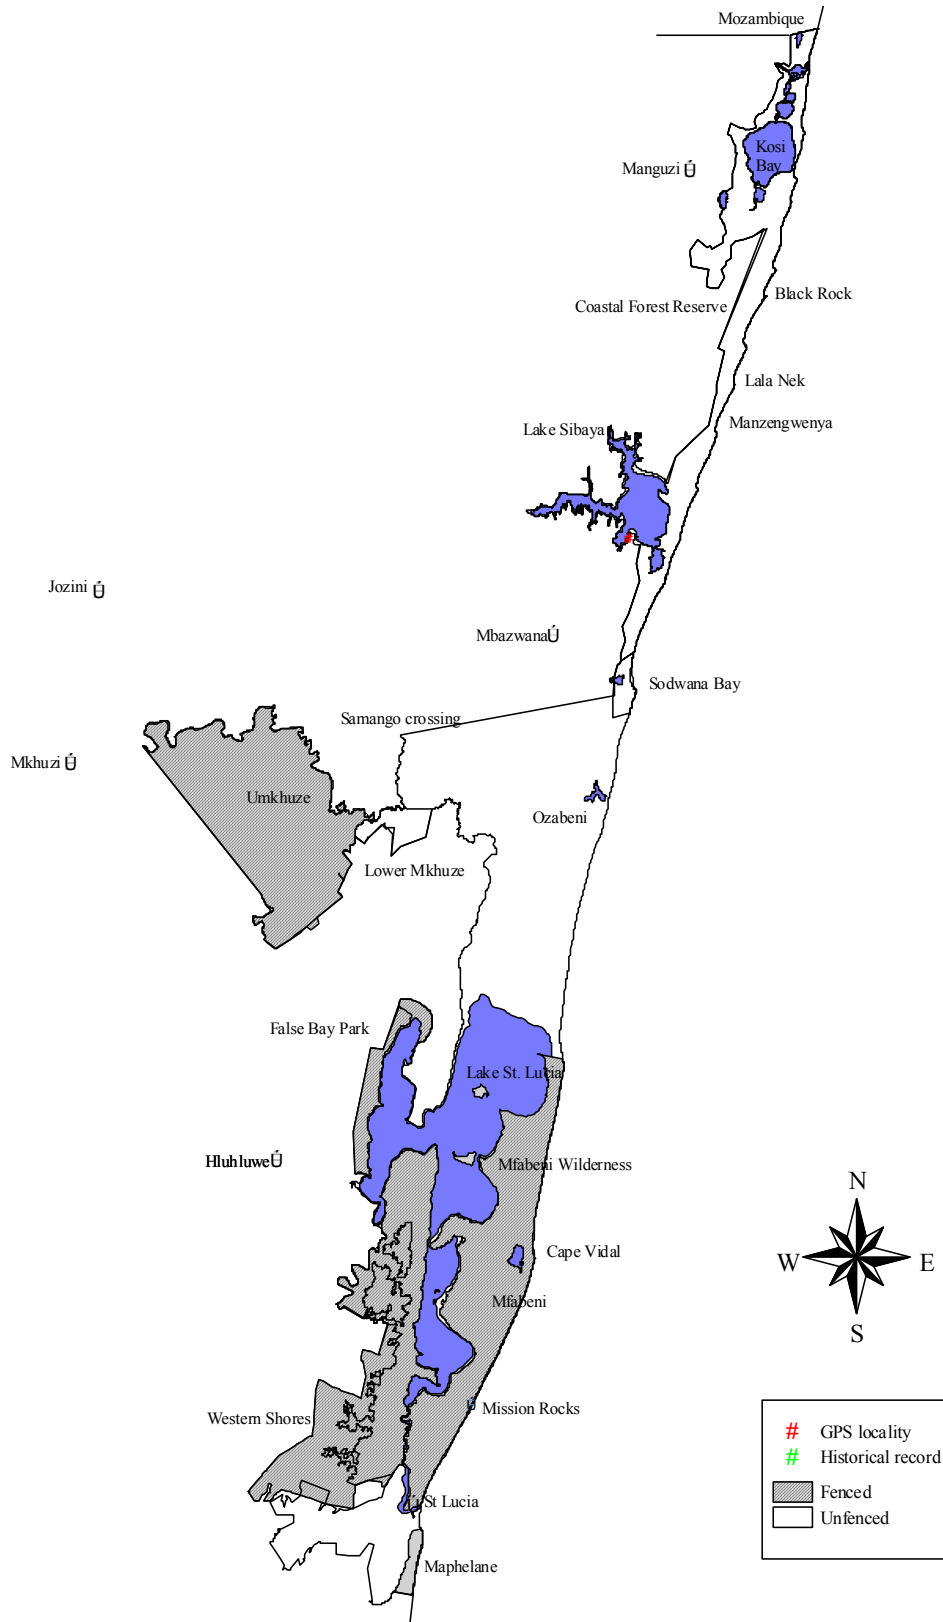 Mozambique
Kosi
Bay
Manguzi
Black Rock
Coastal Forest Reserve
Lala Nek
Manzengwenya
Lake Sibaya
Jozini
Mbazwana
Sodwana Bay
Samango crossing
Mkhuzi
Umkhuze
Ozabeni
Lower Mkhuze
False Bay Park
Lake St. Lucia
Hluhluwe
Mfabeni Wilderness
N
Cape Vidal
W
E
Mfabeni
S
Mission Rocks
Western Shores
# GPS locality
# Historical record
Fenced
St Lucia
Unfenced
Maphelane